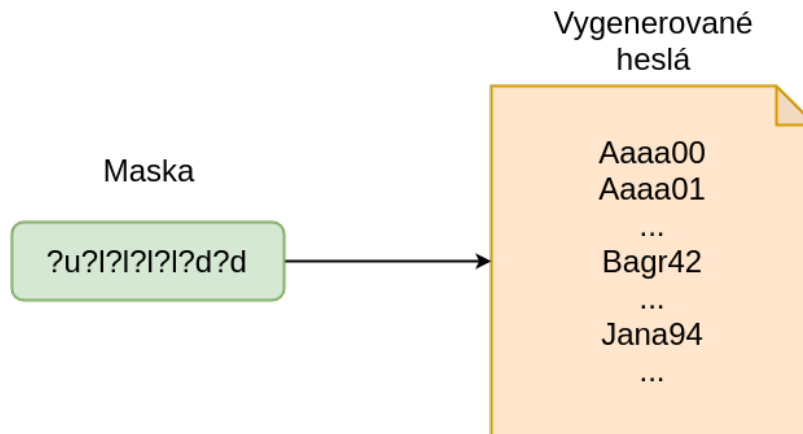 Vygenerované
heslá
Maska
Aaaa00
Aaaa01
...
?u?l?l?l?l?d?d
Bagr42
...
Jana94
...